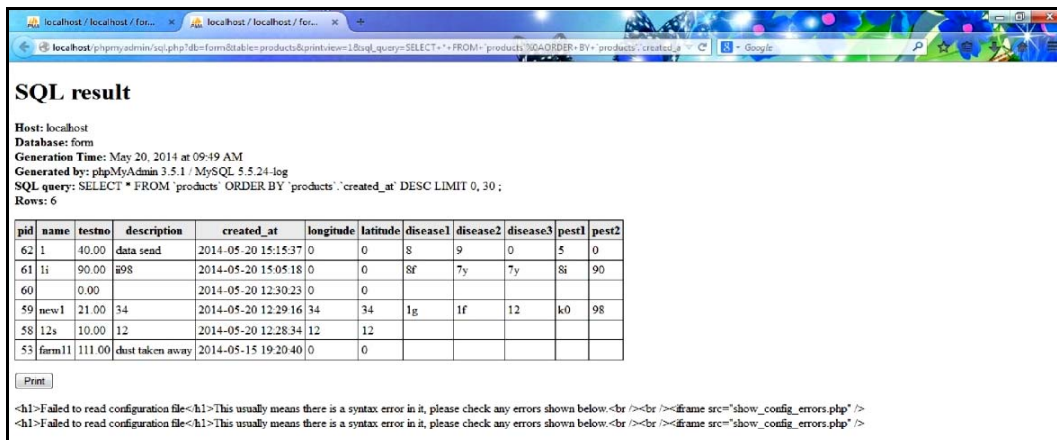 localhost / localhost / for... × localhost / localhost / for... × +
localhost/phpmyadmin/sql.php?db=form&table=products&printview=1&sql_query=SELECT+*+FROM+`products`%0AORDER+BY+`products`.`created_a
Google
SQL result
Host: localhost
Database: form
Generation Time: May 20, 2014 at 09:49 AM
Generated by: phpMyAdmin 3.5.1 / MySQL 5.5.24-log
SQL query: SELECT * FROM `products` ORDER BY `products`.`created_at` DESC LIMIT 0, 30 ;
Rows: 6
pid name testno description created_at longitude latitude disease1 disease2 disease3 pest1 pest2
62 1 40.00 data send 2014-05-20 15:15:37 0 0 8 9 0 5 0
61 1i 90.00 ii98 2014-05-20 15:05:18 0 0 8f 7y 7y 8i 90
60 0.00 2014-05-20 12:30:23 0 0
59 new1 21.00 34 2014-05-20 12:29:16 34 34 1g 1f 12 k0 98
58 12s 10.00 12 2014-05-20 12:28:34 12 12
53 farm11 111.00 dust taken away 2014-05-15 19:20:40 0 0
Print
<h1>Failed to read configuration file</h1>This usually means there is a syntax error in it, please check any errors shown below.<br /><br /><iframe src="show_config_errors.php" />
<h1>Failed to read configuration file</h1>This usually means there is a syntax error in it, please check any errors shown below.<br /><br /><iframe src="show_config_errors.php" />